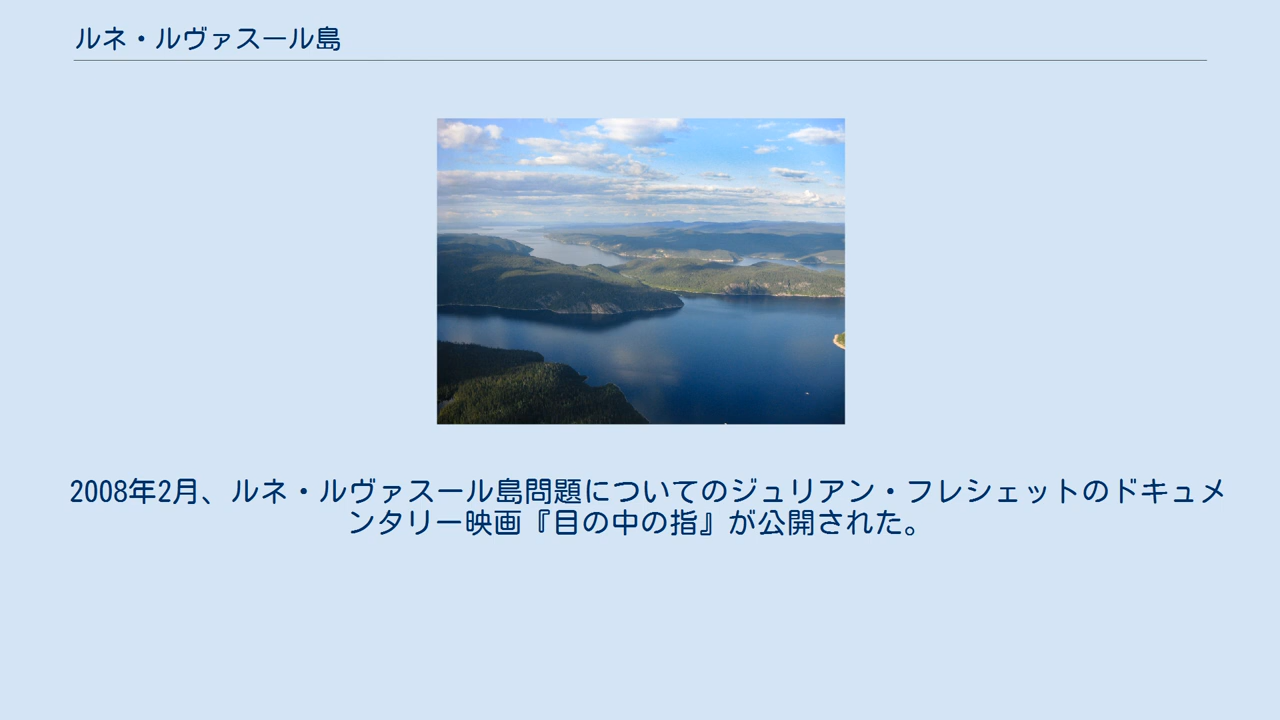 ルネ・ルヴァスール島
2008年2月、ルネ・ルヴァスール島問題についてのジュリアン・フレシェットのドキュメ
ンタリー映画『目の中の指』が公開された。